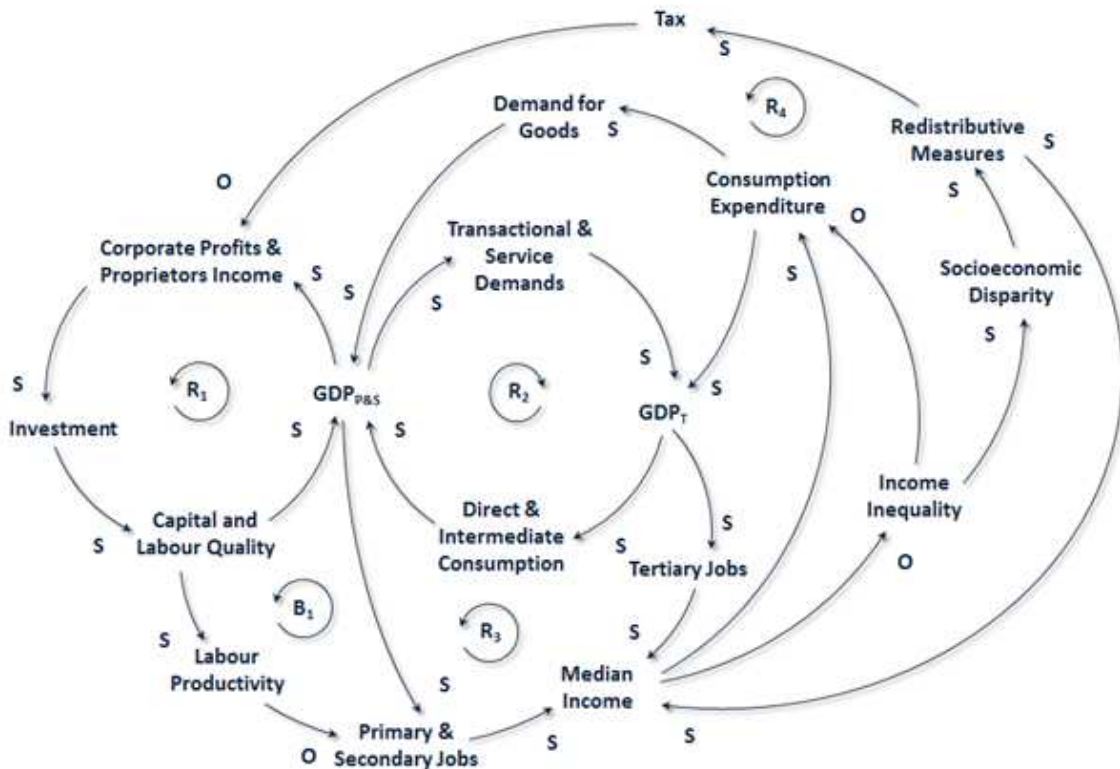 Tax
S
R4
Demand for
Goods
S
Redistributive
Measures
S
O
Consumption
Expenditure
O
S
Corporate Profits &
Proprietors Income
S
S
Transactional &
Service
Demands
S
S
Socioeconomic
Disparity
S
S
S
S
R1
GDPP&S
R2
S
GDPT
Investment
S
S
Income
Inequality
Capital and
Labour Quality
S
Direct &
Intermediate
Consumption
S
S
Tertiary Jobs
O
B1
R3
S
S
Labour
Productivity
S
Median
Income
Primary &
Secondary Jobs
O
S
S